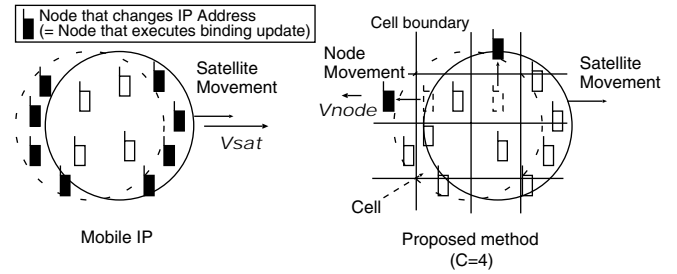 Node that changes IP Address
(= Node that executes binding update)
Satellite
Movement
Vsat
Mobile IP
Cell boundary
Node
Movement
Vnode
Satellite
Movement
Cell
Proposed method
(C=4)